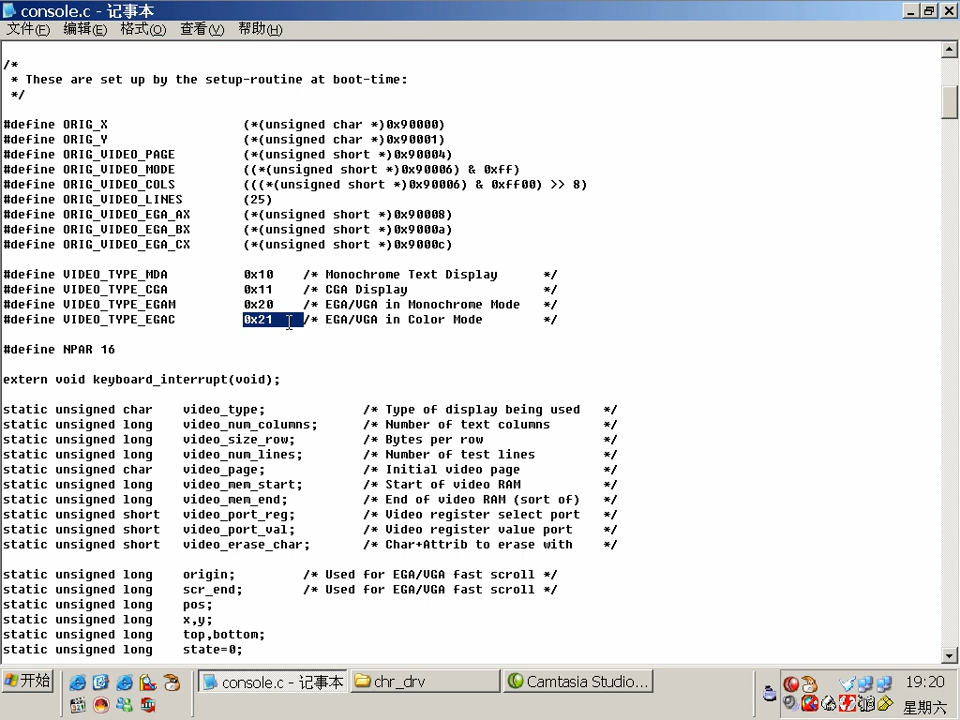 console.c - 记事本
文件(F) 编辑(E) 格式(O) 查看(V) 帮助(H)
/*
 * These are set up by the setup-routine at boot-time:
 */
#define ORIG_X (*(unsigned char *)0x90000)
#define ORIG_Y (*(unsigned char *)0x90001)
#define ORIG_VIDEO_PAGE (*(unsigned short *)0x90004)
#define ORIG_VIDEO_MODE ((*(unsigned short *)0x90006) & 0xff)
#define ORIG_VIDEO_COLS (((*(unsigned short *)0x90006) & 0xff00) >> 8)
#define ORIG_VIDEO_LINES (25)
#define ORIG_VIDEO_EGA_AX (*(unsigned short *)0x90008)
#define ORIG_VIDEO_EGA_BX (*(unsigned short *)0x9000a)
#define ORIG_VIDEO_EGA_CX (*(unsigned short *)0x9000c)
#define VIDEO_TYPE_MDA 0x10 /* Monochrome Text Display */
#define VIDEO_TYPE_CGA 0x11 /* CGA Display */
#define VIDEO_TYPE_EGAM 0x20 /* EGA/VGA in Monochrome Mode */
#define VIDEO_TYPE_EGAC 0x21 /* EGA/VGA in Color Mode */
#define NPAR 16
extern void keyboard_interrupt(void);
static unsigned char video_type; /* Type of display being used */
static unsigned long video_num_columns; /* Number of text columns */
static unsigned long video_size_row; /* Bytes per row */
static unsigned long video_num_lines; /* Number of test lines */
static unsigned char video_page; /* Initial video page */
static unsigned long video_mem_start; /* Start of video RAM */
static unsigned long video_mem_end; /* End of video RAM (sort of) */
static unsigned short video_port_reg; /* Video register select port */
static unsigned short video_port_val; /* Video register value port */
static unsigned short video_erase_char; /* Char+Attrib to erase with */
static unsigned long origin; /* Used for EGA/VGA fast scroll */
static unsigned long scr_end; /* Used for EGA/VGA fast scroll */
static unsigned long pos;
static unsigned long x,y;
static unsigned long top,bottom;
static unsigned long state=0;
开始 console.c - 记事本 chr_drv Camtasia Studio... 19:20
星期六